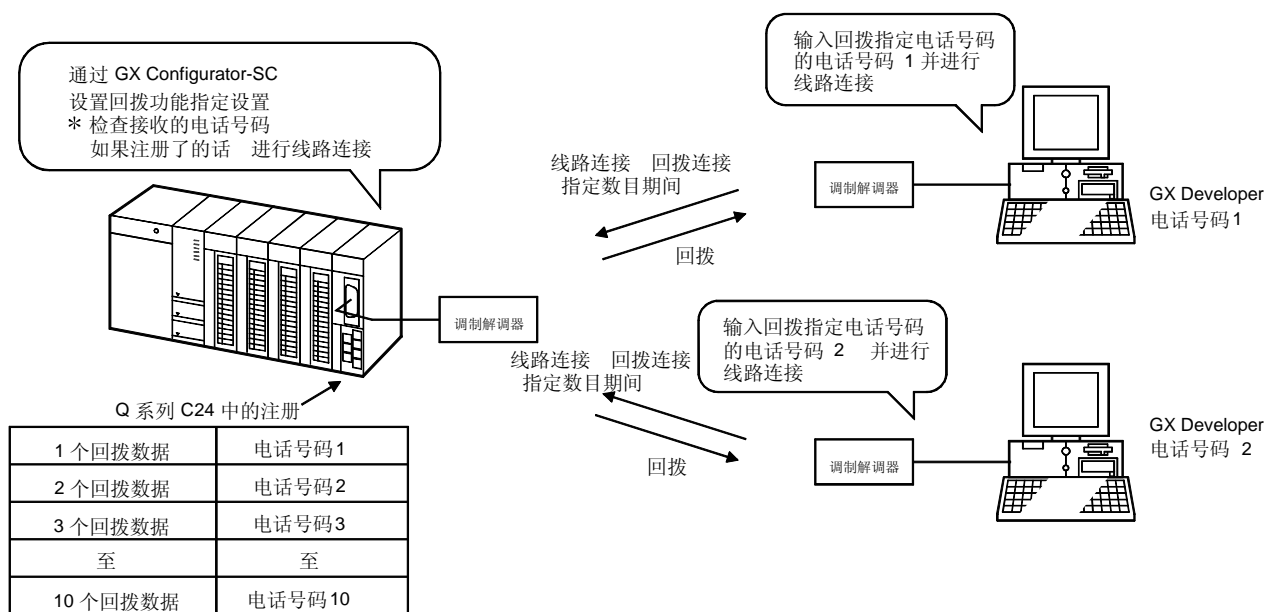 通过 GX Configurator-SC
设置回拨功能指定设置
＊ 检查接收的电话号码
如果注册了的话 进行线路连接
输入回拨指定电话号码
的电话号码 1 并进行
线路连接
线路连接 回拨连接
指定数目期间
回拨
调制解调器
GX Developer
电话号码1
调制解调器
输入回拨指定电话号码
的电话号码 2 并进行
线路连接
线路连接 回拨连接
指定数目期间
回拨
调制解调器
GX Developer
电话号码 2
Q 系列 C24 中的注册
1 个回拨数据 电话号码1
2 个回拨数据 电话号码2
3 个回拨数据 电话号码3
至 至
10 个回拨数据 电话号码10